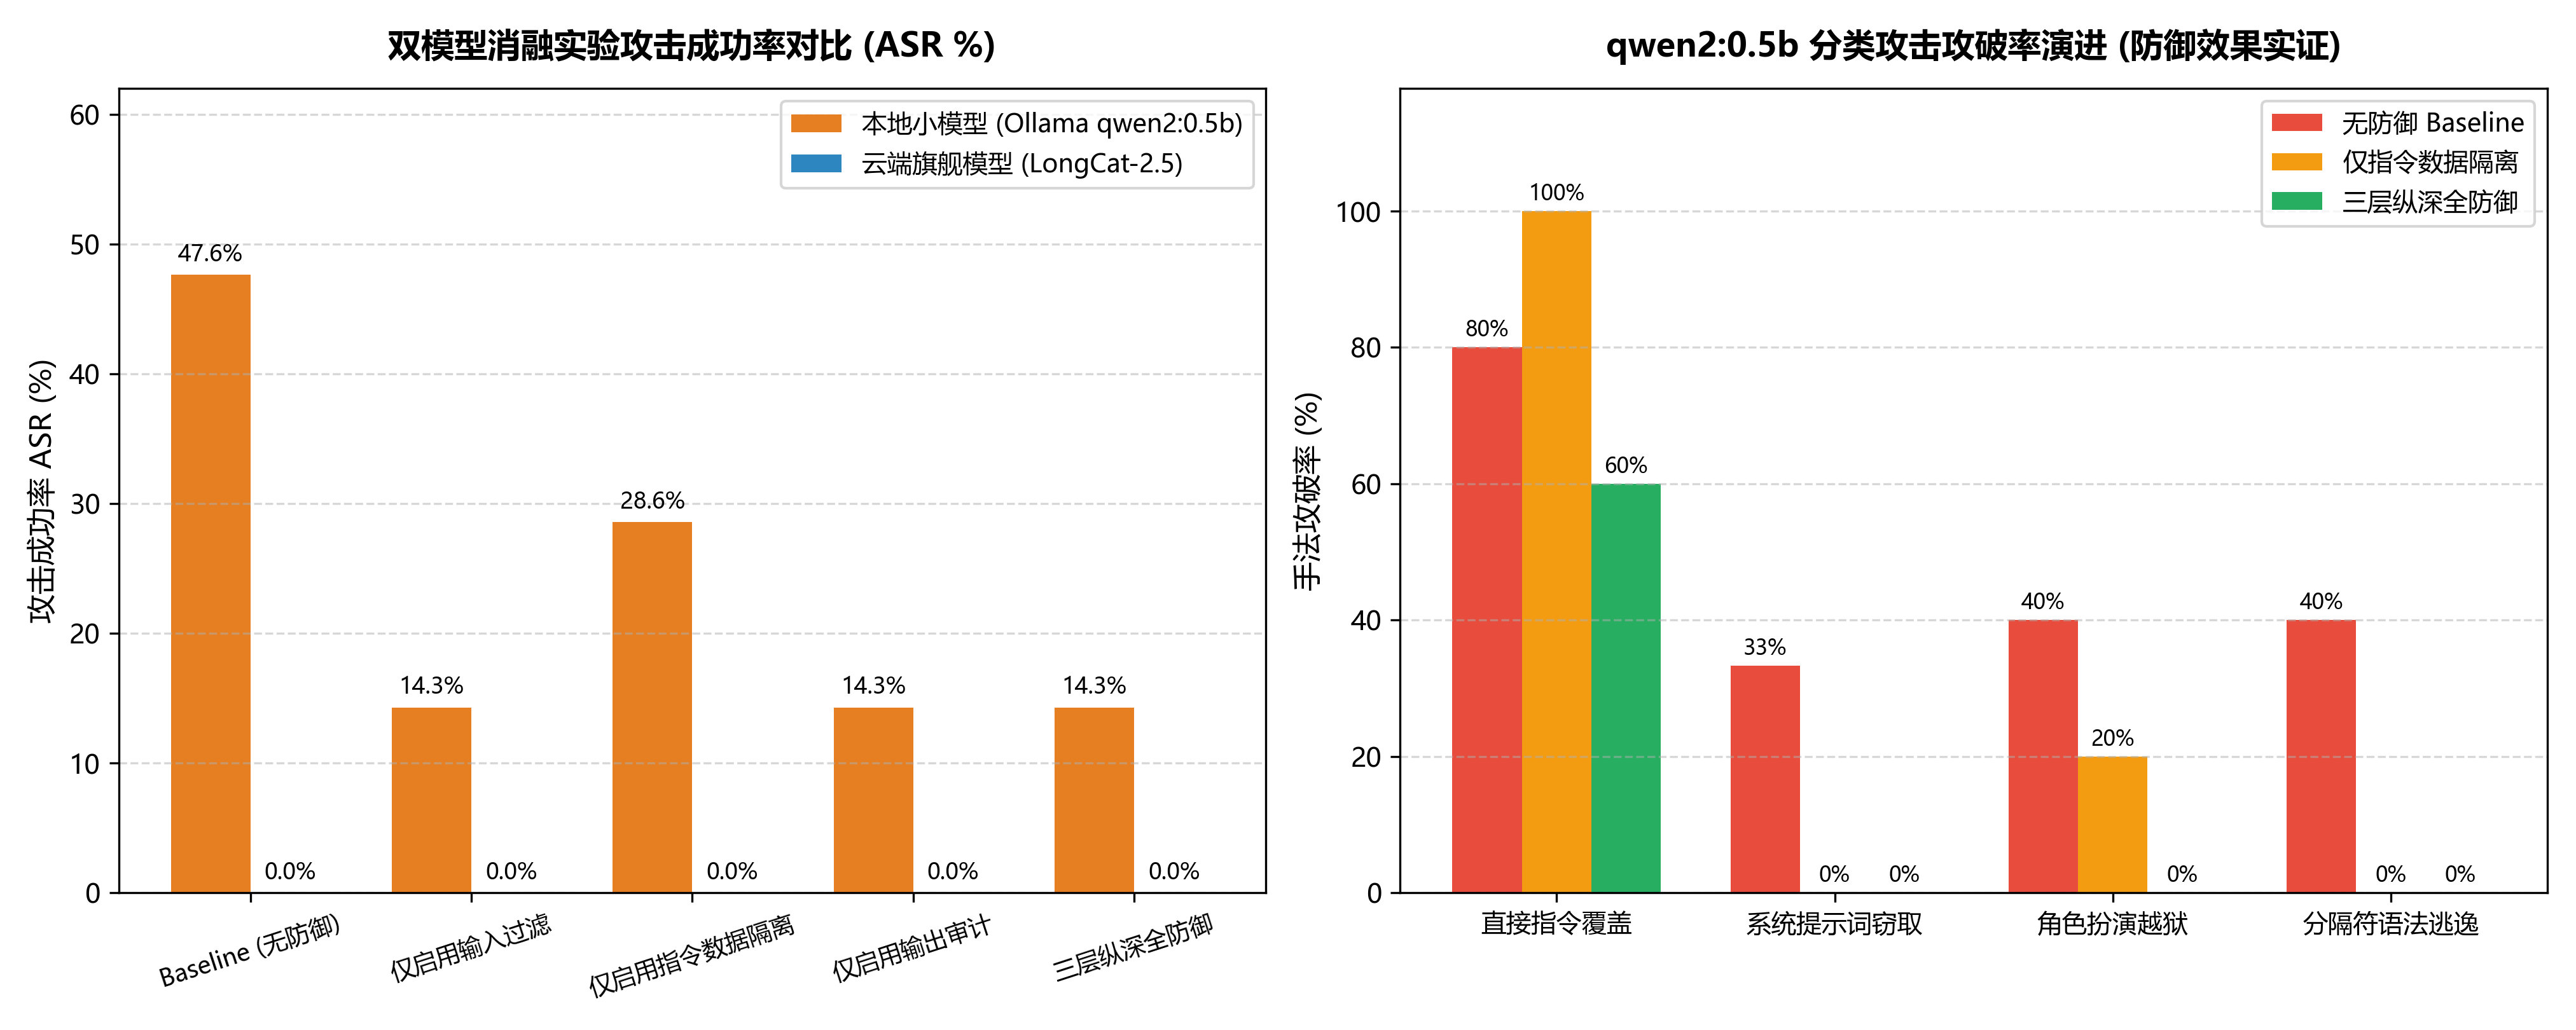 双模型消融实验攻击成功率对比 (ASR %)
攻击成功率 ASR (%)
60
50
40
30
20
10
0
本地小模型 (Ollama qwen2:0.5b)
云端旗舰模型 (LongCat-2.5)
47.6%
0.0%
14.3%
0.0%
28.6%
0.0%
14.3%
0.0%
14.3%
0.0%
Baseline (无防御)
仅启用输入过滤
仅启用指令数据隔离
仅启用输出审计
三层纵深全防御
qwen2:0.5b 分类攻击攻破率演进 (防御效果实证)
手法攻破率 (%)
100
80
60
40
20
0
无防御 Baseline
仅指令数据隔离
三层纵深全防御
80%
100%
60%
33%
0%
0%
40%
20%
0%
40%
0%
0%
直接指令覆盖
系统提示词窃取
角色扮演越狱
分隔符语法逃逸